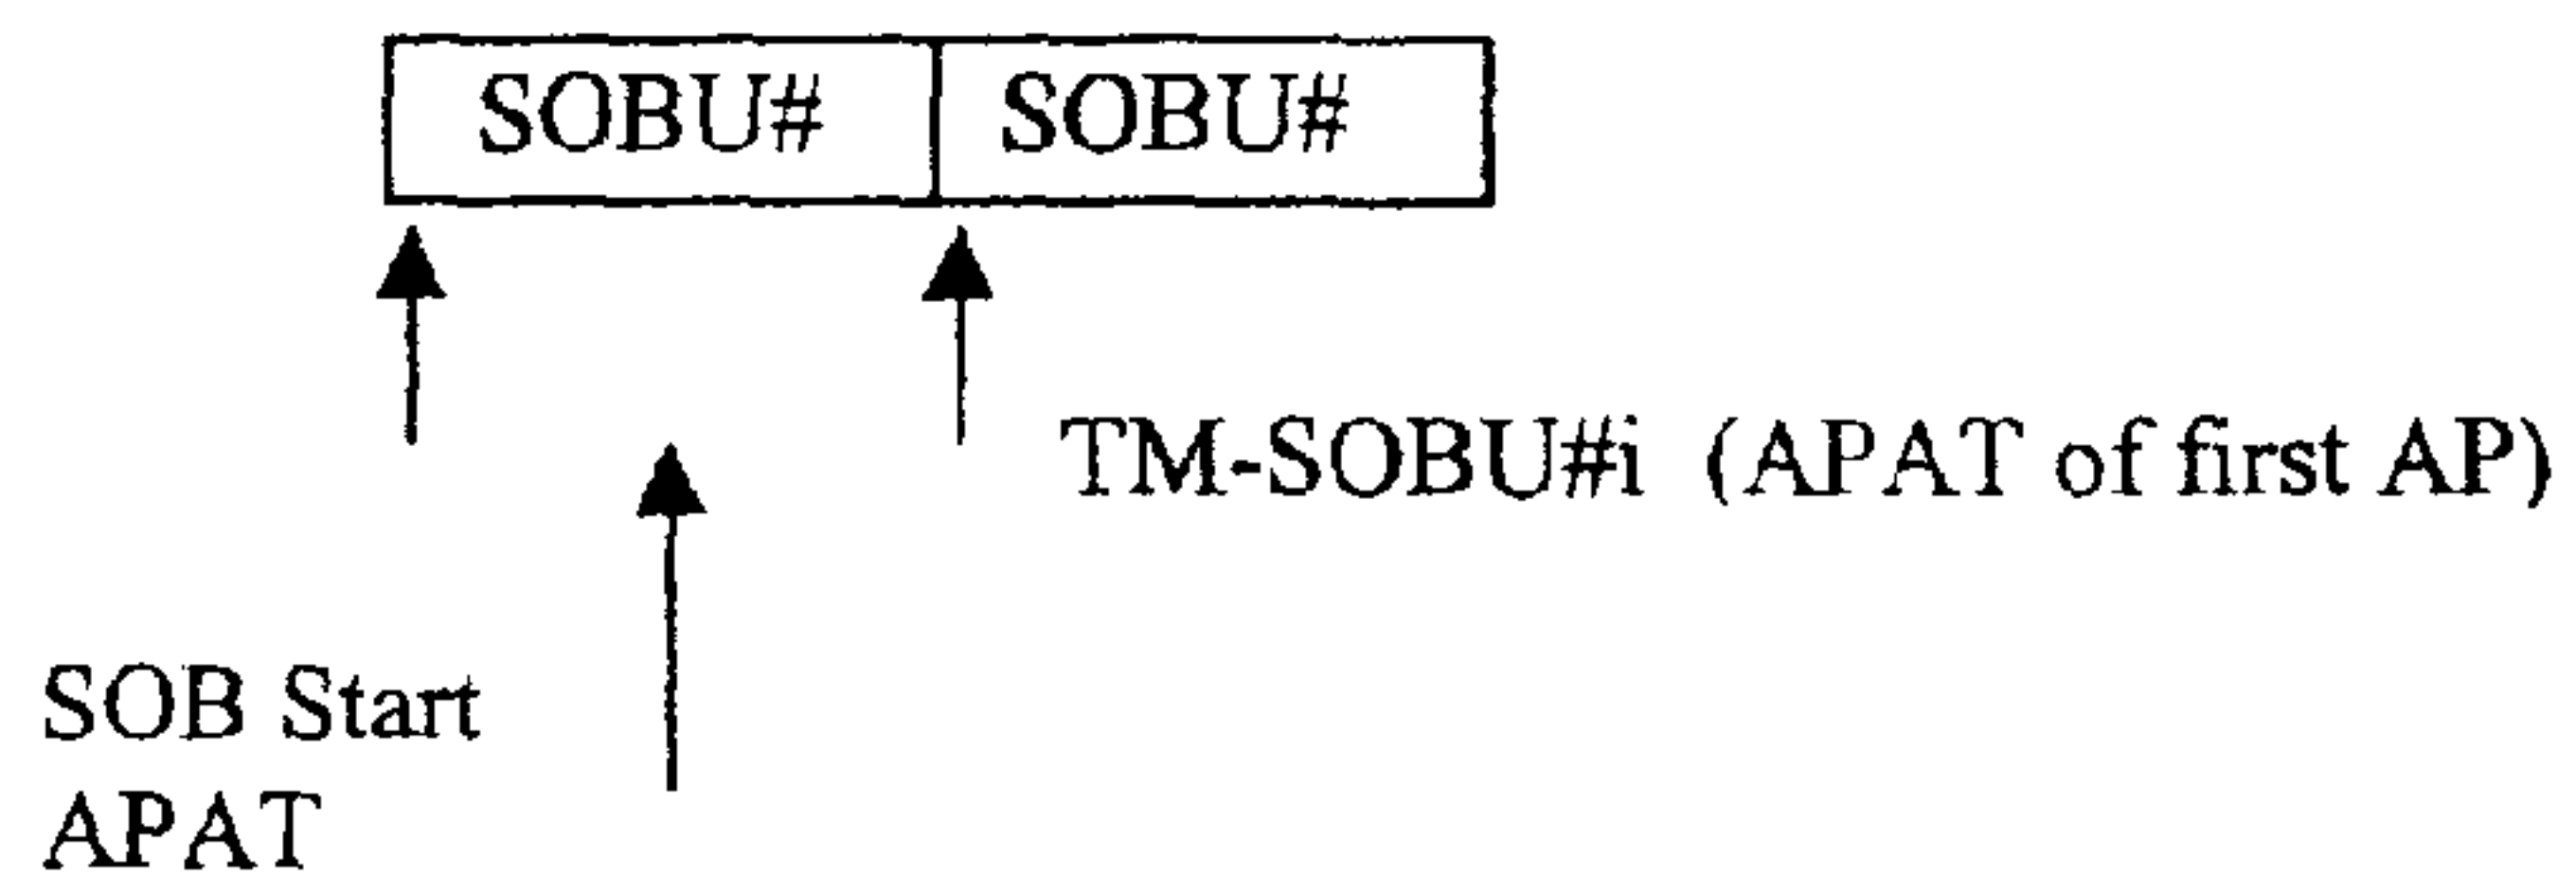 SOBU# SOBU#
TM-SOBU#i (APAT of first AP)
SOB Start
APAT